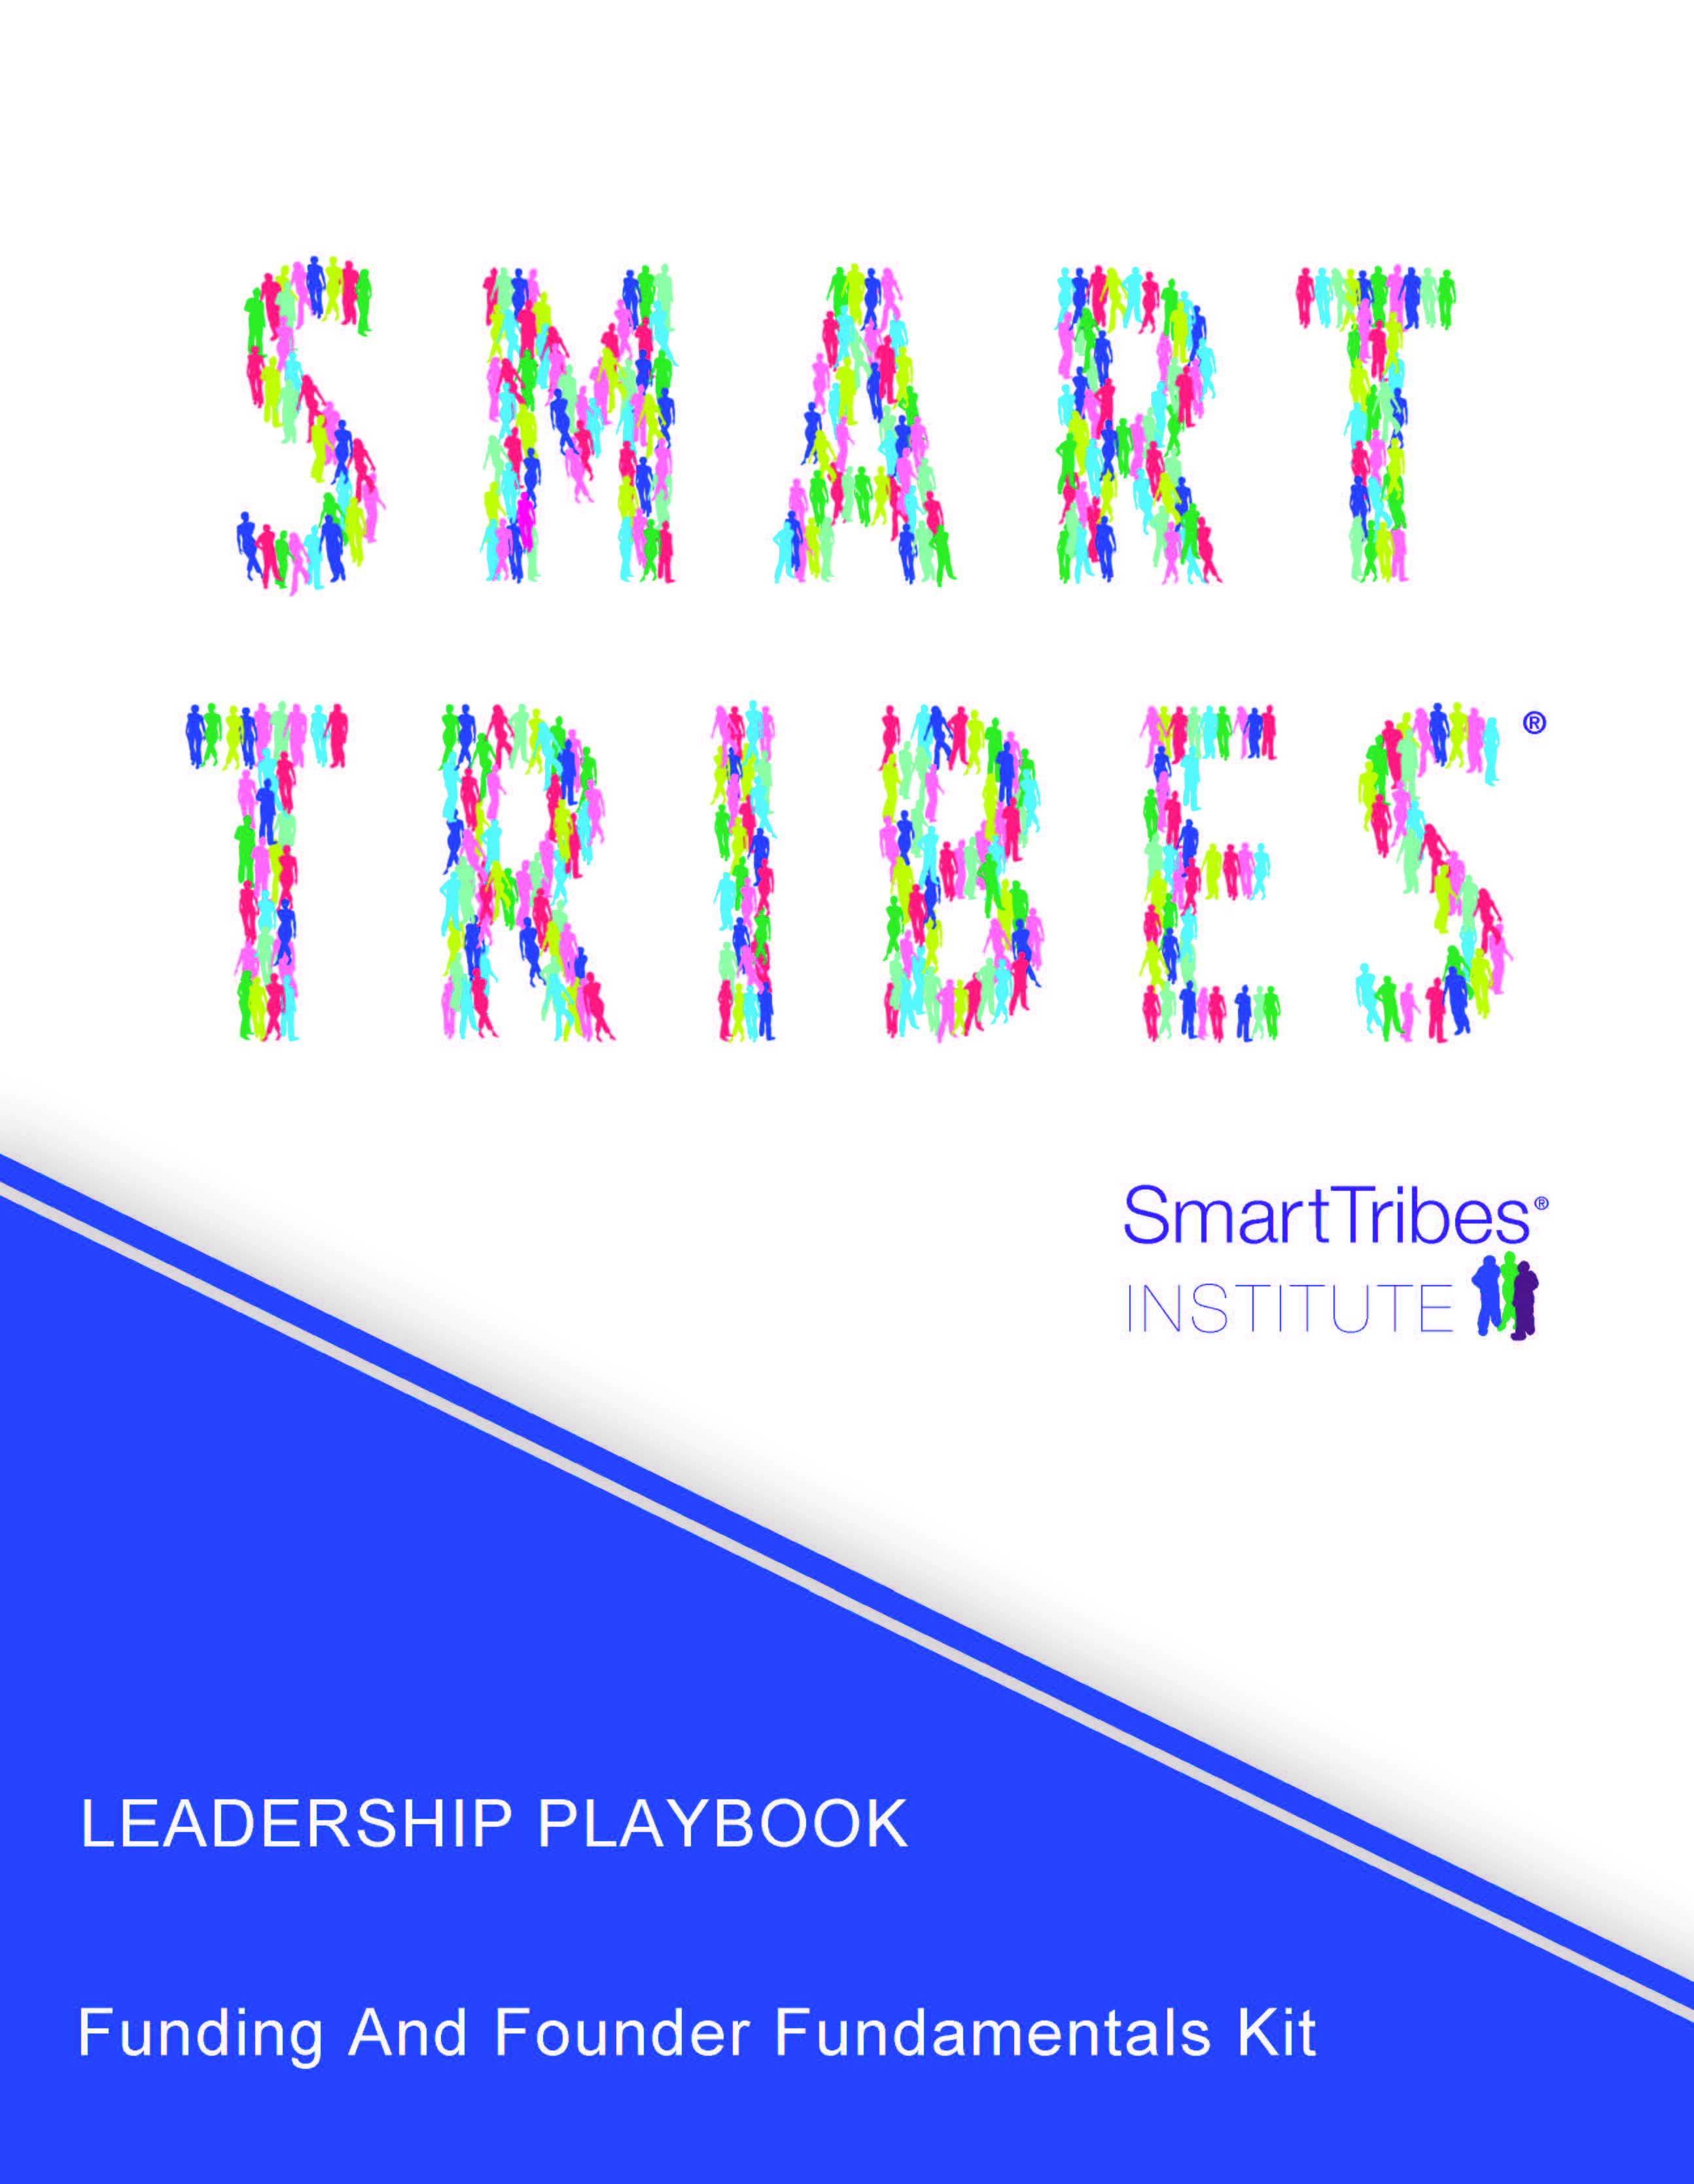 SMART
TRIBES®
SmartTribes®
INSTITUTE
LEADERSHIP PLAYBOOK
Funding And Founder Fundamentals Kit